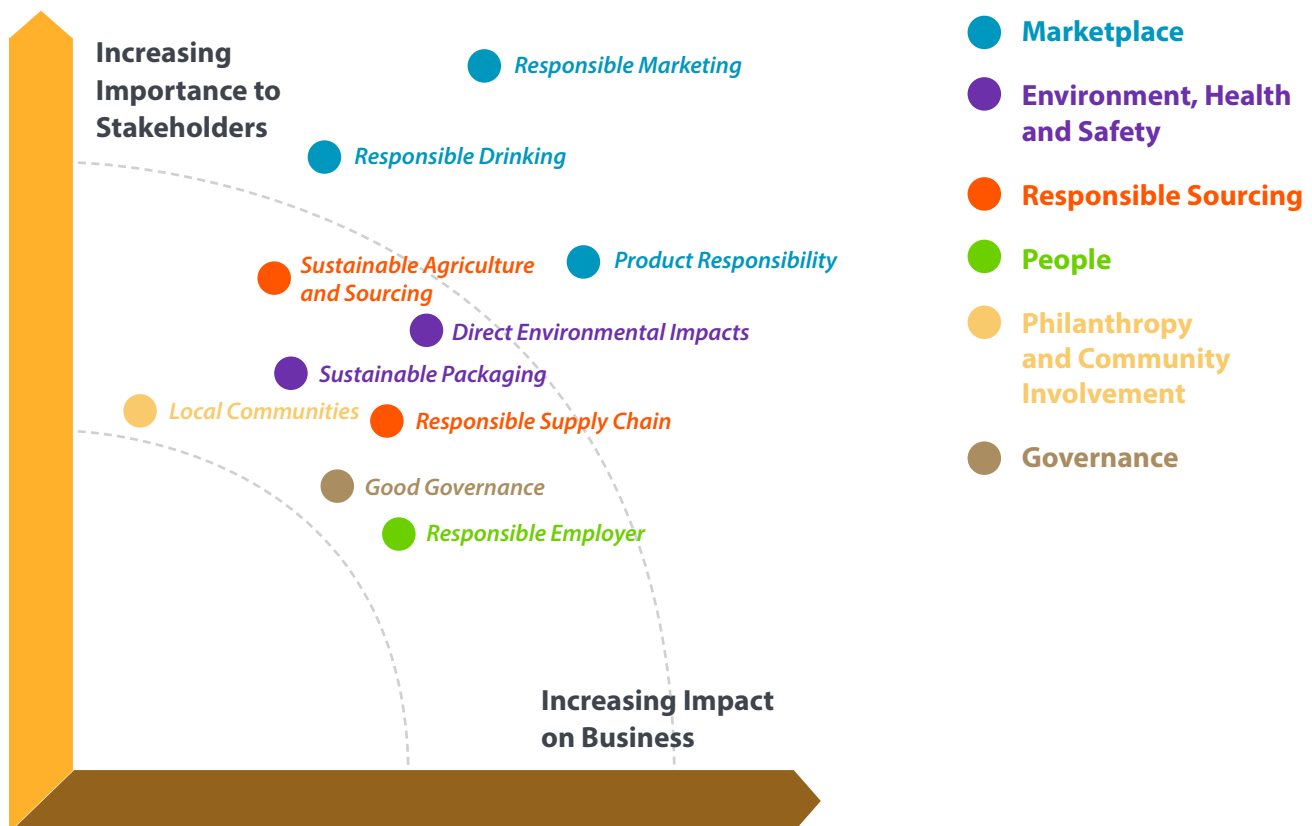 Increasing
Importance to
Stakeholders
Responsible Marketing
Responsible Drinking
Sustainable Agriculture
and Sourcing
Product Responsibility
Direct Environmental Impacts
Sustainable Packaging
Local Communities
Responsible Supply Chain
Good Governance
Responsible Employer
Increasing Impact
on Business
Marketplace
Environment, Health
and Safety
Responsible Sourcing
People
Philanthropy
and Community
Involvement
Governance